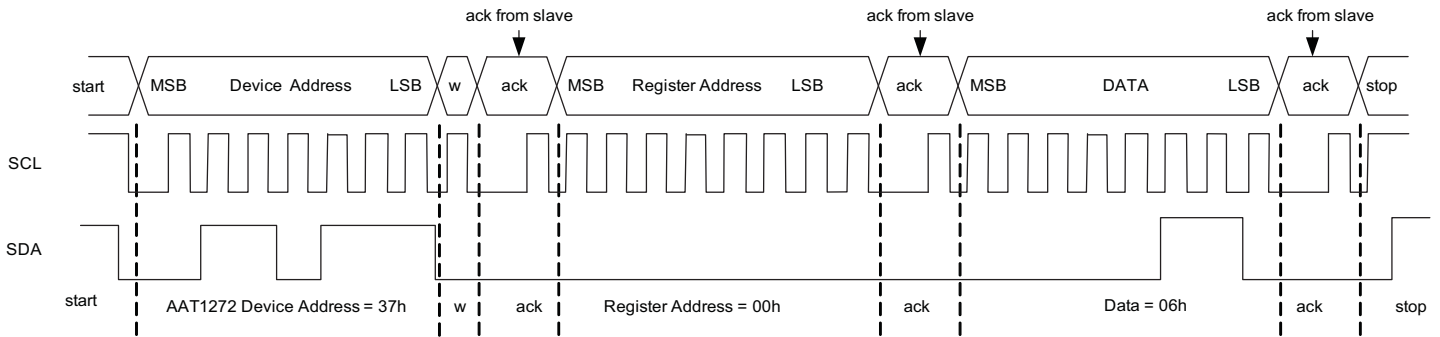 ack from slave ack from slave ack from slave
start MSB Device Address LSB w ack MSB Register Address LSB ack MSB DATA LSB ack stop
SCL
SDA
start AAT1272 Device Address = 37h w ack Register Address = 00h ack Data = 06h ack stop